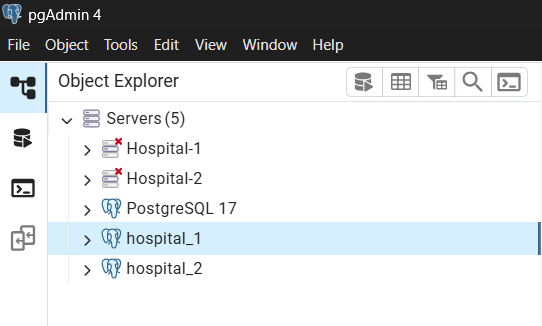 pgAdmin 4
File Object Tools Edit View Window Help
Object Explorer
Servers (5)
Hospital-1
Hospital-2
PostgreSQL 17
hospital_1
hospital_2